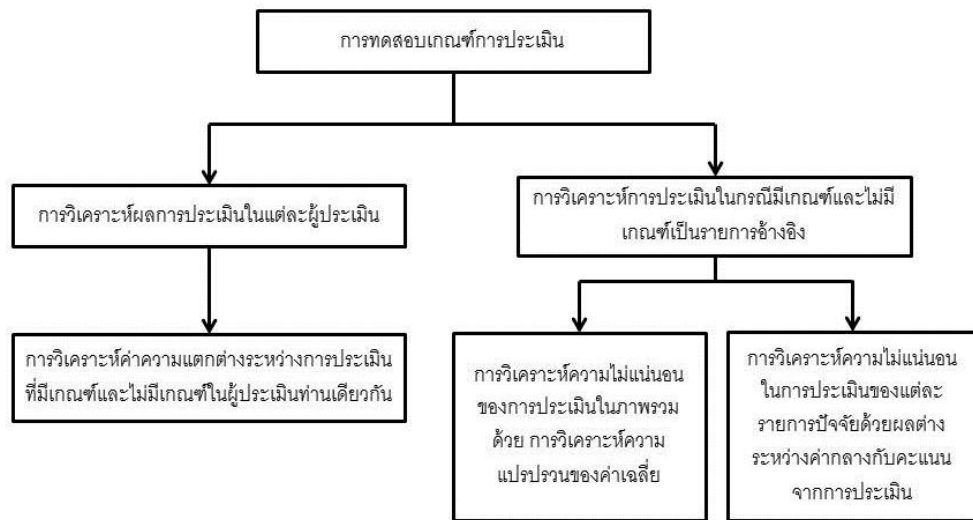 การทดสอบเกณฑ์การประเมิน
การวิเคราะห์ผลการประเมินในแต่ละผู้ประเมิน
การวิเคราะห์การประเมินในกรณีมีเกณฑ์และไม่มี
เกณฑ์เป็นรายการอ้างอิง
การวิเคราะห์ค่าความแตกต่างระหว่างการประเมิน
ที่มีเกณฑ์และไม่มีเกณฑ์ในผู้ประเมินท่านเดียวกัน
การวิเคราะห์ความไม่แน่นอน
ของการประเมินในภาพรวม
ด้วย การวิเคราะห์ความ
แปรปรวนของค่าเฉลี่ย
การวิเคราะห์ความไม่แน่นอน
ในการประเมินของแต่ละ
รายการปัจจัยด้วยผลต่าง
ระหว่างค่ากลางกับคะแนน
จากการประเมิน